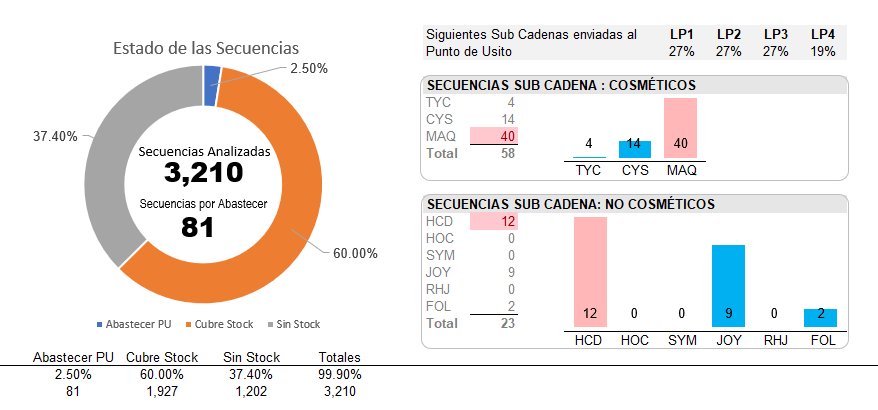 Estado de las Secuencias
2.50%
37.40%
Secuencias Analizadas
3,210
Secuencias por Abastecer
81
60.00%
Abastecer PU Cubre Stock Sin Stock
Abastecer PU Cubre Stock Sin Stock Totales
2.50% 60.00% 37.40% 99.90%
81 1,927 1,202 3,210
Siguientes Sub Cadenas enviadas al LP1 LP2 LP3 LP4
Punto de Usito 27% 27% 27% 19%
SECUENCIAS SUB CADENA : COSMÉTICOS
TYC 4
CYS 14
MAQ 40
Total 58
4 14 40
TYC CYS MAQ
SECUENCIAS SUB CADENA: NO COSMÉTICOS
HCD 12
HOC 0
SYM 0
JOY 9
RHJ 0
FOL 2
Total 23
12 0 0 9 0 2
HCD HOC SYM JOY RHJ FOL